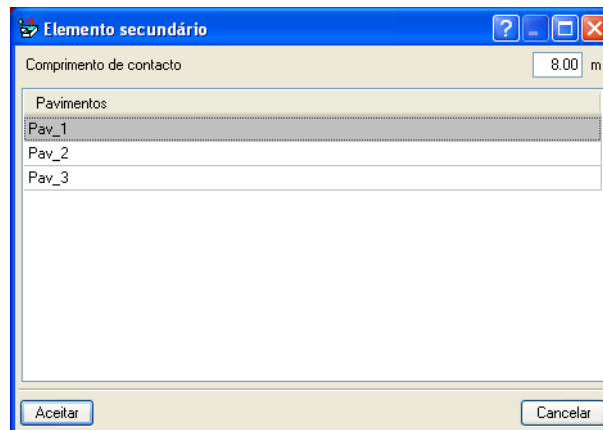 Elemento secundário
Comprimento de contacto 8.00 m
Pavimentos
Pav_1
Pav_2
Pav_3
Aceitar Cancelar